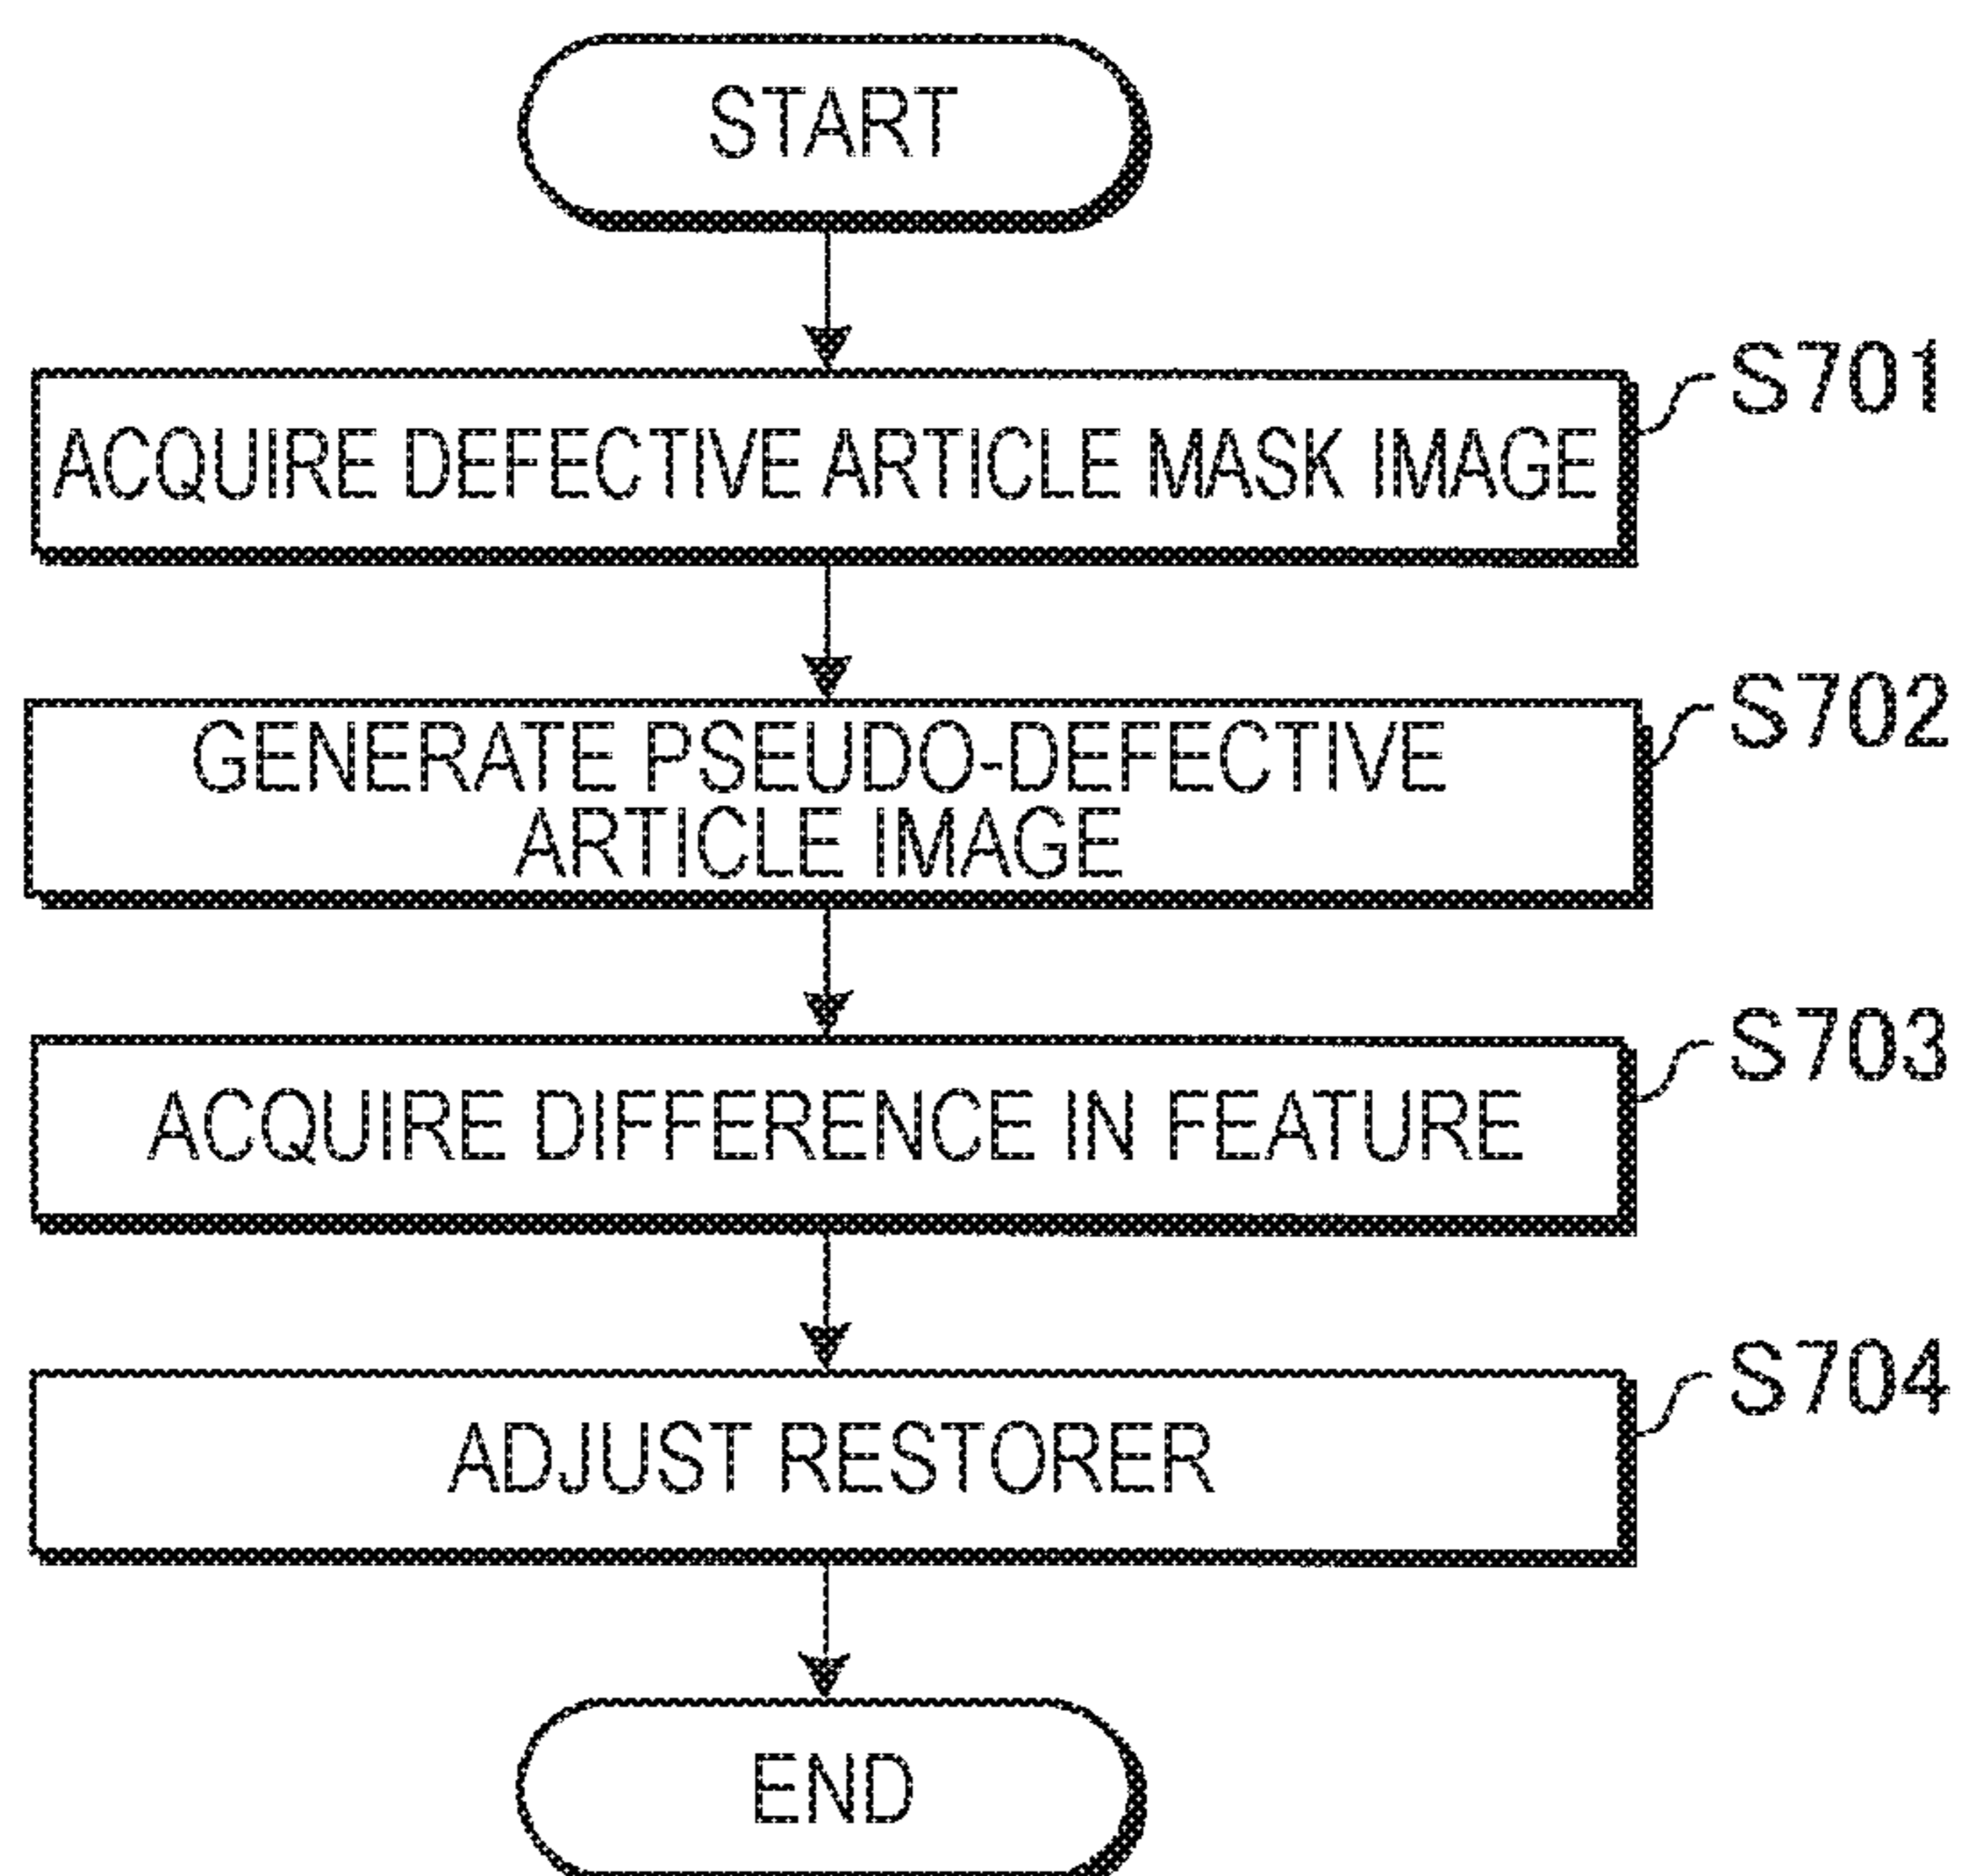 START
ACQUIRE DEFECTIVE ARTICLE MASK IMAGE
S701
GENERATE PSEUDO-DEFECTIVE
ARTICLE IMAGE
S702
ACQUIRE DIFFERENCE IN FEATURE
S703
ADJUST RESTORER
S704
END